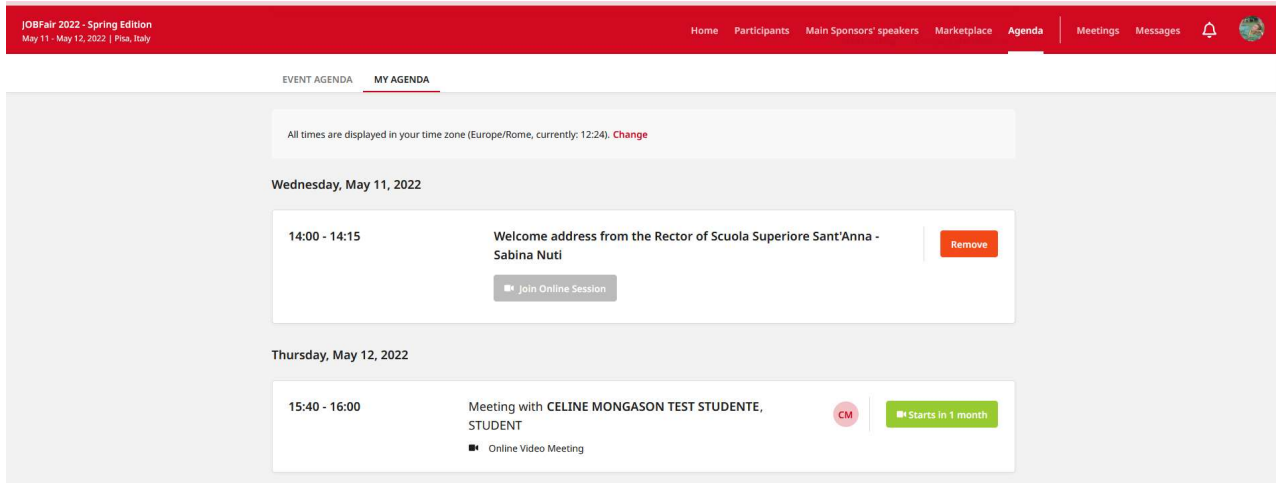 JOBFair 2022 - Spring Edition
May 11 - May 12, 2022 | Pisa, Italy
Home Participants Main Sponsors' speakers Marketplace Agenda Meetings Messages
EVENT AGENDA MY AGENDA
All times are displayed in your time zone (Europe/Rome, currently: 12:24). Change
Wednesday, May 11, 2022
14:00 - 14:15
Welcome address from the Rector of Scuola Superiore Sant'Anna -
Sabina Nuti
Remove
Join Online Session
Thursday, May 12, 2022
15:40 - 16:00
Meeting with CELINE MONGASON TEST STUDENTE,
STUDENT
CM
Starts in 1 month
Online Video Meeting